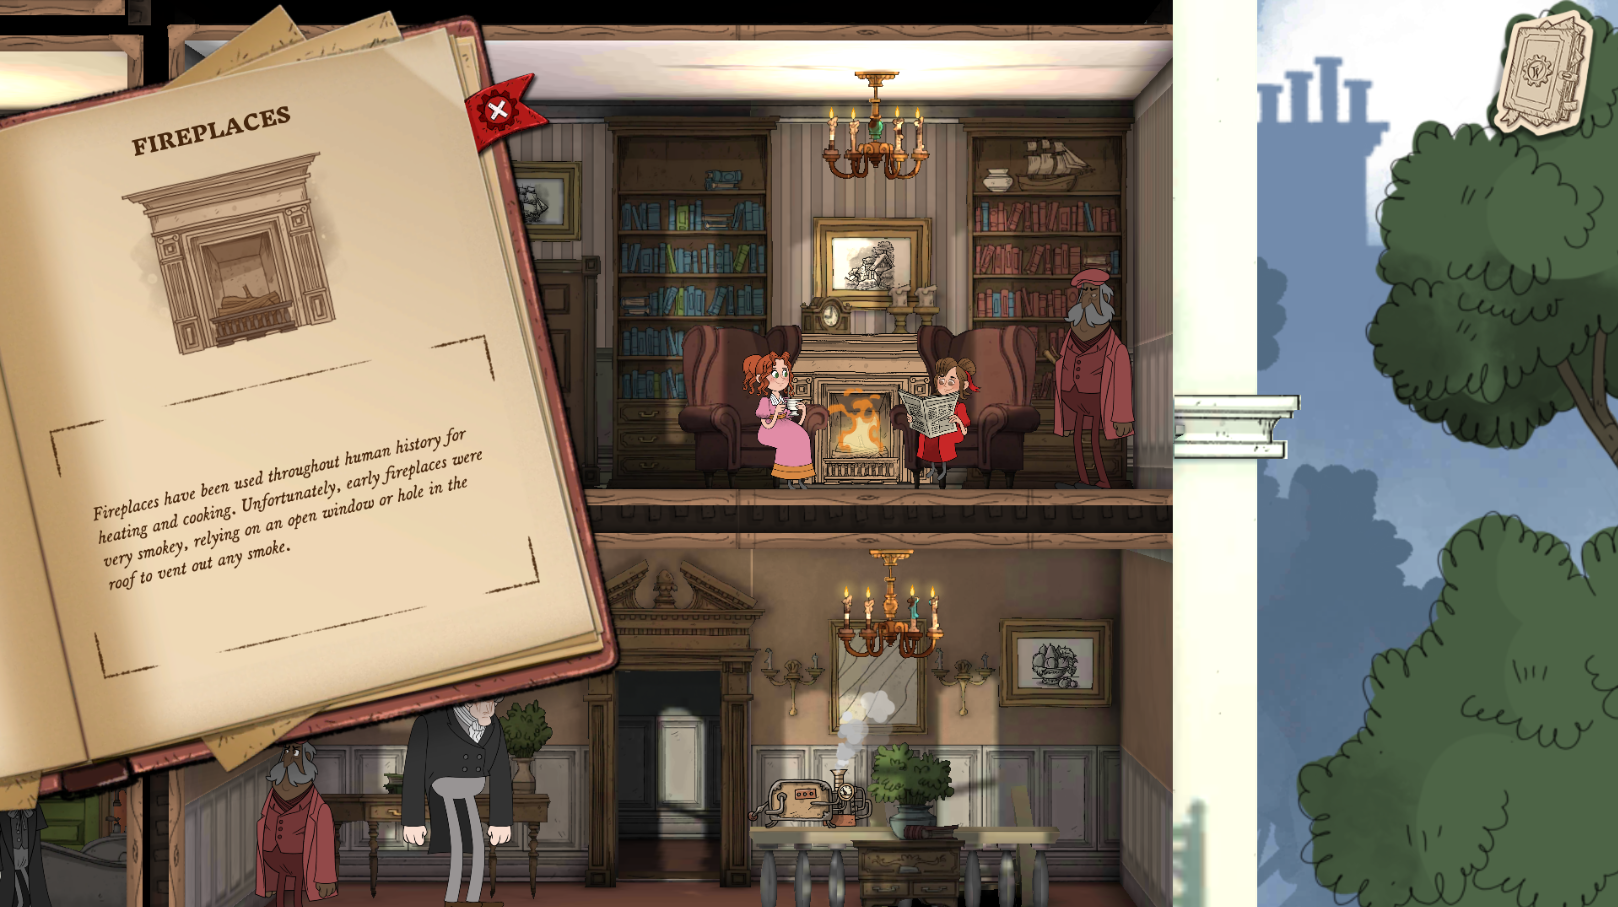 FIREPLACES
Fireplaces have been used throughout human history for
heating and cooking. Unfortunately, early fireplaces were
very smokey, relying on an open window or hole in the
roof to vent out any smoke.
W